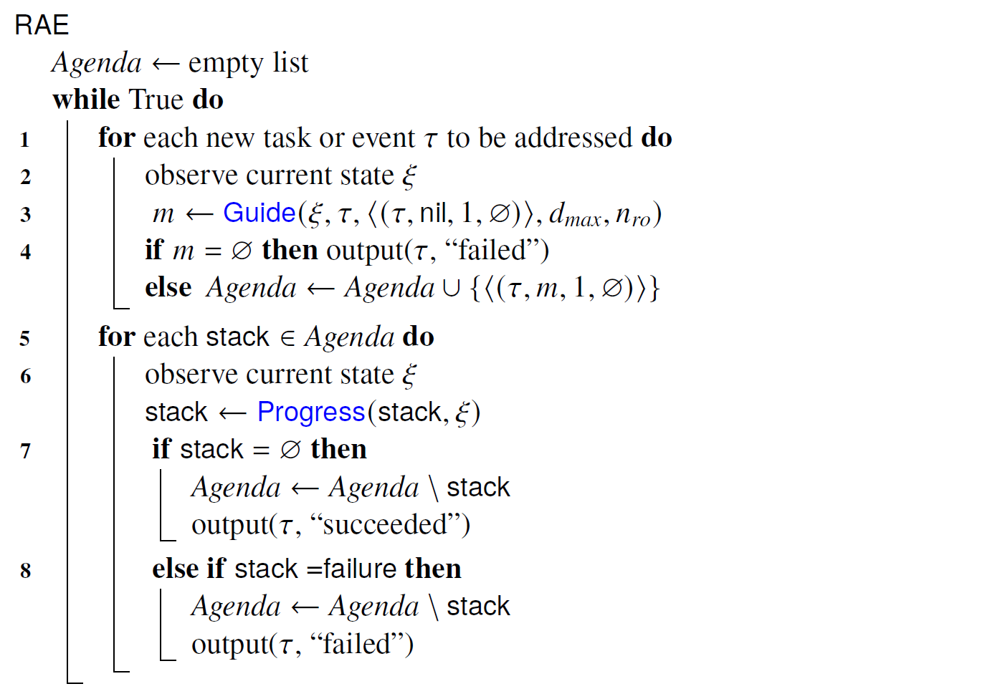 RAE
Agenda ← empty list
while True do
1 for each new task or event τ to be addressed do
2 observe current state ξ
3 m ← Guide(ξ, τ, ⟨(τ, nil, 1, ∅)⟩, d_max, n_ro)
4 if m = ∅ then output(τ, “failed”)
else Agenda ← Agenda ∪ {⟨(τ, m, 1, ∅)⟩}
5 for each stack ∈ Agenda do
6 observe current state ξ
stack ← Progress(stack, ξ)
7 if stack = ∅ then
Agenda ← Agenda \ stack
output(τ, “succeeded”)
8 else if stack =failure then
Agenda ← Agenda \ stack
output(τ, “failed”)